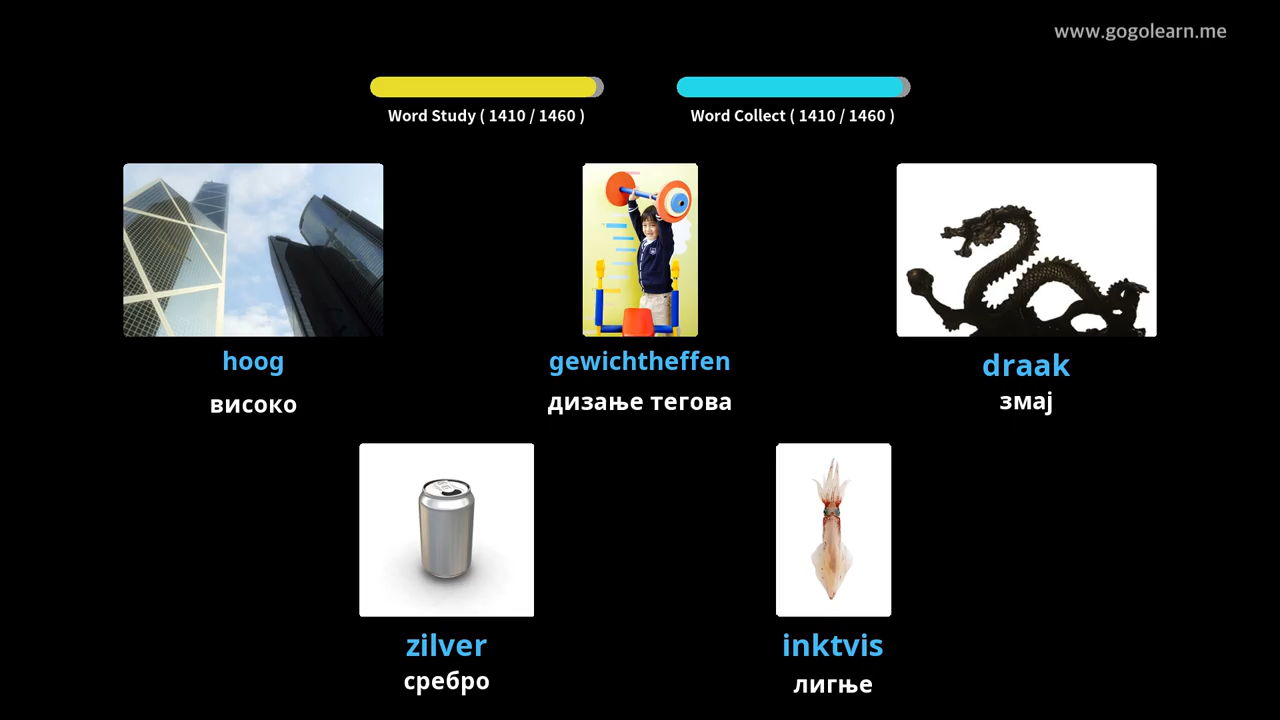 www.gogolearn.me
Word Study ( 1410 / 1460 )
Word Collect ( 1410 / 1460 )
hoog
gewichtheffen
draak
високо
дизање тегова
змај
zilver
inktvis
сребро
лигње